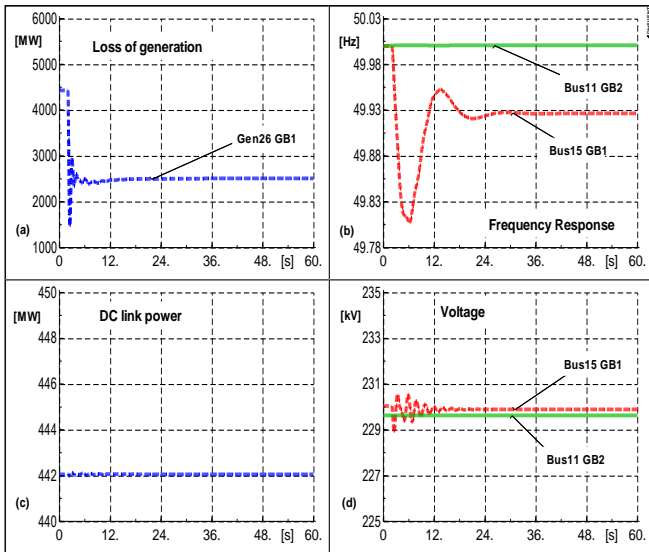 6000
[MW]
Loss of generation
5000
4000
3000
Gen26 GB1
2000
(a)
1000
0 12. 24. 36. 48. [s] 60.
50.03
[Hz]
49.98
Bus11 GB2
49.93
Bus15 GB1
49.88
49.83
(b)
Frequency Response
49.78
0 12. 24. 36. 48. [s] 60.
450
[MW]
DC link power
448
446
444
442
(c)
440
0 12. 24. 36. 48. [s] 60.
235
[kV]
Voltage
233
231
Bus15 GB1
229
Bus11 GB2
227
(d)
225
0 12. 24. 36. 48. [s] 60.